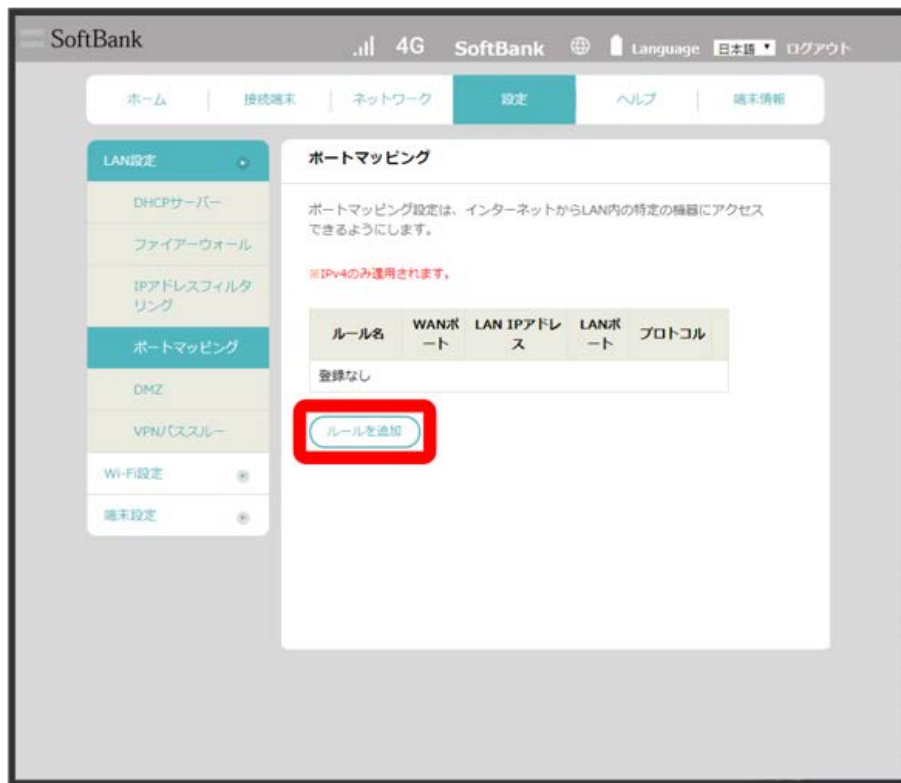 SoftBank
4G SoftBank Language 日本語 ログアウト
ホーム 接続端末 ネットワーク 設定 ヘルプ 端末情報
LAN設定
DHCPサーバー
ファイアーウォール
IPアドレスフィルタ
リング
ポートマッピング
DMZ
VPNパススルー
Wi-Fi設定
端末設定
ポートマッピング
ポートマッピング設定は、インターネットからLAN内の特定の機器にアクセス
できるようにします。
※IPv4のみ適用されます。
ルール名 WANポート LAN IPアドレス LANポート プロトコル
登録なし
ルールを追加